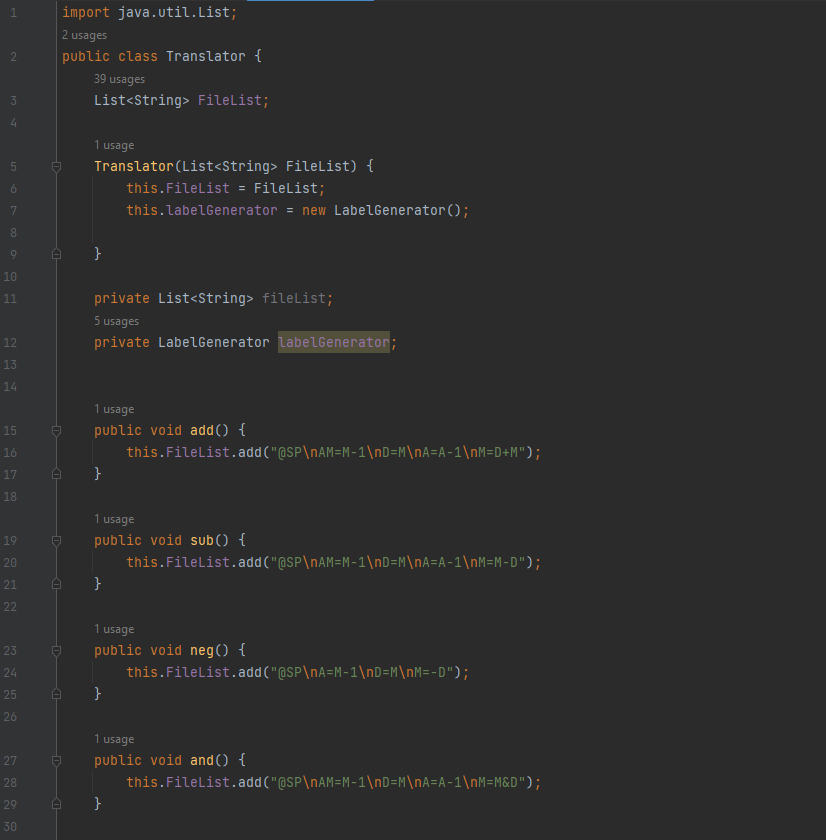 1 import java.util.List;
2 usages
2 public class Translator {
39 usages
3 List<String> FileList;
4
1 usage
5 Translator(List<String> FileList) {
6 this.FileList = FileList;
7 this.labelGenerator = new LabelGenerator();
8
9 }
10
11 private List<String> fileList;
5 usages
12 private LabelGenerator labelGenerator;
13
14
1 usage
15 public void add() {
16 this.FileList.add("@SP\nAM=M-1\nD=M\nA=A-1\nM=D+M");
17 }
18
1 usage
19 public void sub() {
20 this.FileList.add("@SP\nAM=M-1\nD=M\nA=A-1\nM=M-D");
21 }
22
1 usage
23 public void neg() {
24 this.FileList.add("@SP\nA=M-1\nD=M\nM=-D");
25 }
26
1 usage
27 public void and() {
28 this.FileList.add("@SP\nAM=M-1\nD=M\nA=A-1\nM=M&D");
29 }
30